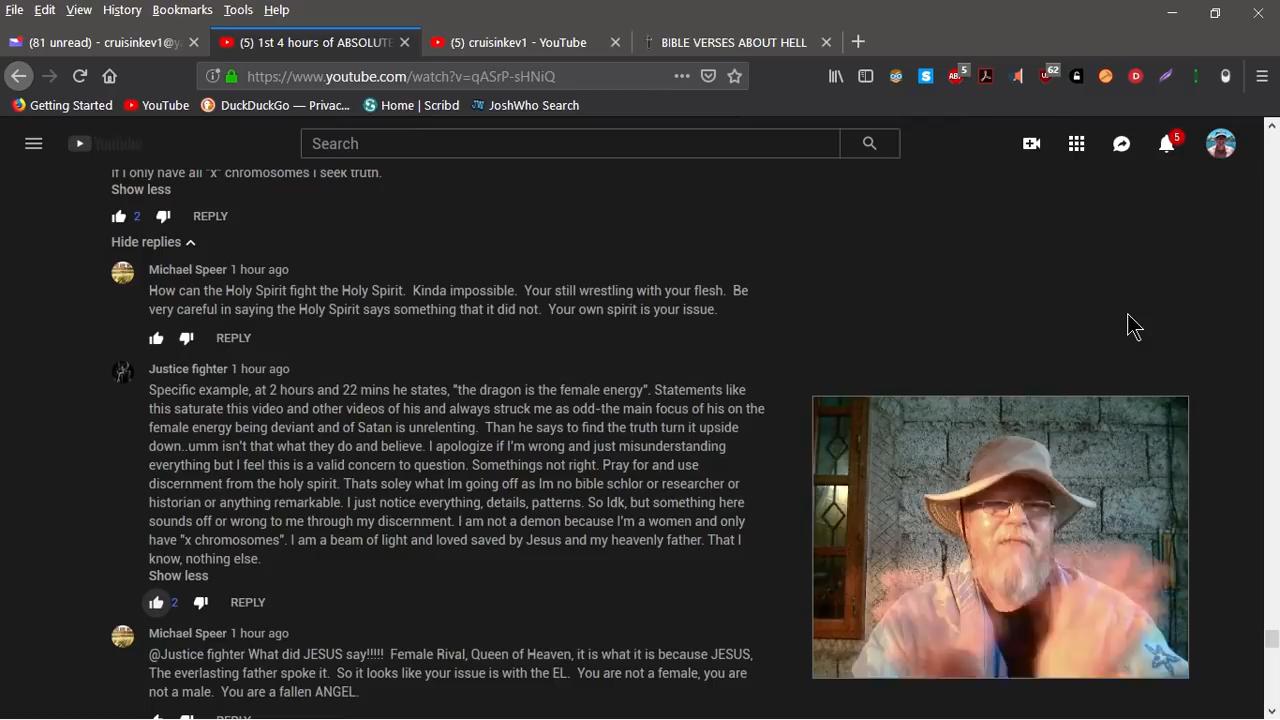 File Edit View History Bookmarks Tools Help
(81 unread) - cruisinkev1@y
(5) 1st 4 hours of ABSOLUTE
(5) cruisinkev1 - YouTube
BIBLE VERSES ABOUT HELL
https://www.youtube.com/watch?v=qASrP-sHNiQ
5
62
Getting Started YouTube DuckDuckGo — Privac... Home | Scribd JoshWho Search
YouTube
Search
5
If I only have all "x" chromosomes I seek truth.
Show less
2 REPLY
Hide replies
Michael Speer 1 hour ago
How can the Holy Spirit fight the Holy Spirit. Kinda impossible. Your still wrestling with your flesh. Be
very careful in saying the Holy Spirit says something that it did not. Your own spirit is your issue.
REPLY
Justice fighter 1 hour ago
Specific example, at 2 hours and 22 mins he states, "the dragon is the female energy". Statements like
this saturate this video and other videos of his and always struck me as odd-the main focus of his on the
female energy being deviant and of Satan is unrelenting. Than he says to find the truth turn it upside
down..umm isn't that what they do and believe. I apologize if I'm wrong and just misunderstanding
everything but I feel this is a valid concern to question. Somethings not right. Pray for and use
discernment from the holy spirit. Thats soley what Im going off as Im no bible schlor or researcher or
historian or anything remarkable. I just notice everything, details, patterns. So Idk, but something here
sounds off or wrong to me through my discernment. I am not a demon because I'm a women and only
have "x chromosomes". I am a beam of light and loved saved by Jesus and my heavenly father. That I
know, nothing else.
Show less
2 REPLY
Michael Speer 1 hour ago
@Justice fighter What did JESUS say!!!!! Female Rival, Queen of Heaven, it is what it is because JESUS,
The everlasting father spoke it. So it looks like your issue is with the EL. You are not a female, you are
not a male. You are a fallen ANGEL.
REPLY